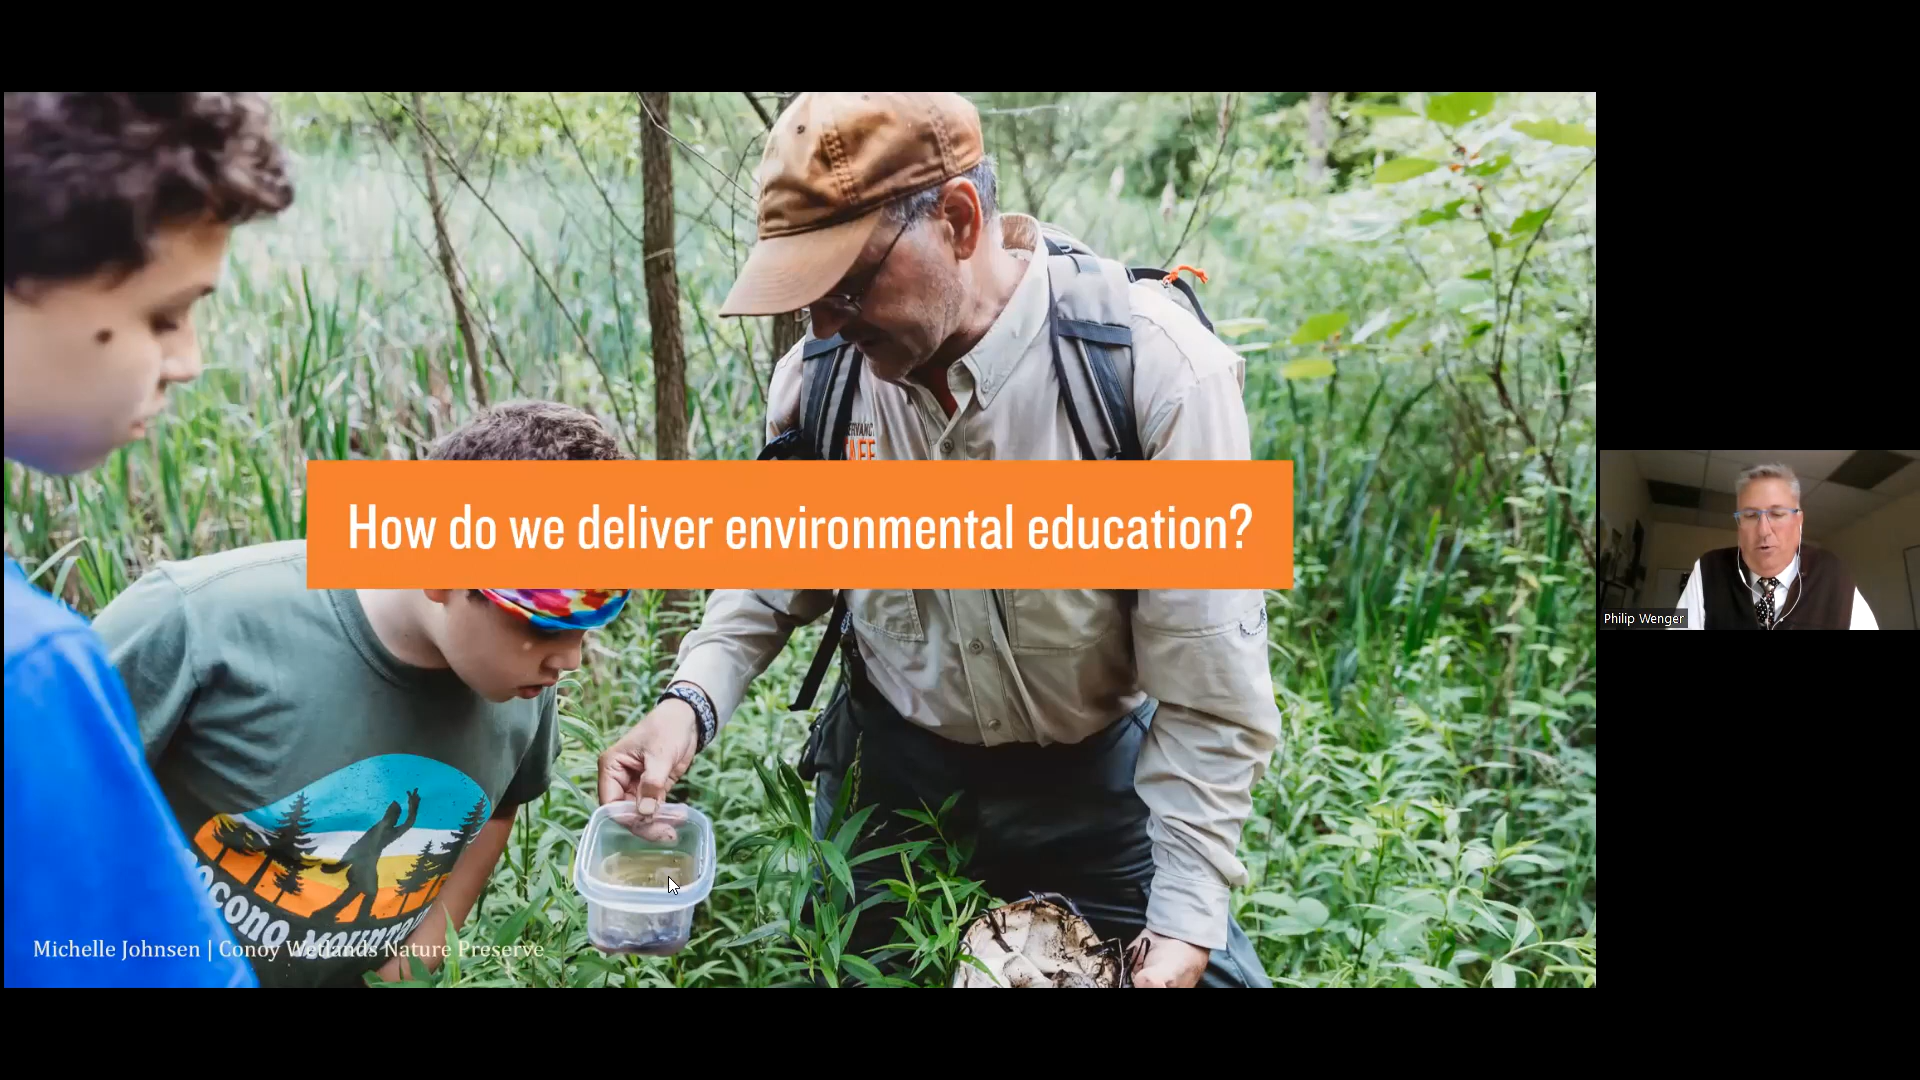 How do we deliver environmental education?
Philip Wenger
Michelle Johnsen | Conoy Wetlands Nature Preserve